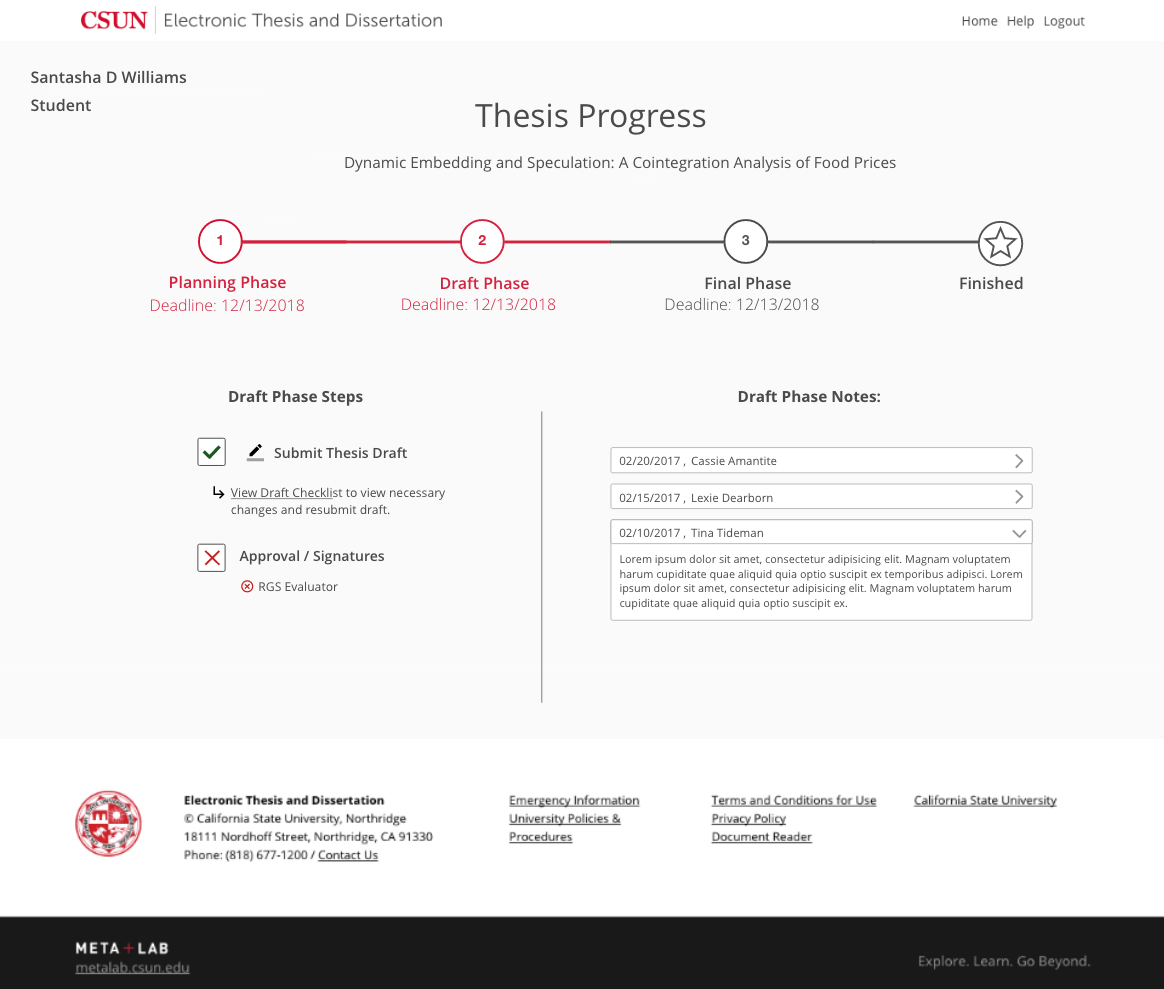 CSUN Electronic Thesis and Dissertation
Home Help Logout
Santasha D Williams
Student
Thesis Progress
Dynamic Embedding and Speculation: A Cointegration Analysis of Food Prices
1 2 3
Planning Phase Draft Phase Final Phase Finished
Deadline: 12/13/2018 Deadline: 12/13/2018 Deadline: 12/13/2018
Draft Phase Steps
Submit Thesis Draft
View Draft Checklist to view necessary
changes and resubmit draft.
Approval / Signatures
RGS Evaluator
Draft Phase Notes:
02/20/2017 , Cassie Amantite
02/15/2017 , Lexie Dearborn
02/10/2017 , Tina Tideman
Lorem ipsum dolor sit amet, consectetur adipisicing elit. Magnam voluptatem
harum cupiditate quae aliquid quia optio suscipit ex temporibus adipisci. Lorem
ipsum dolor sit amet, consectetur adipisicing elit. Magnam voluptatem harum
cupiditate quae aliquid quia optio suscipit ex.
Electronic Thesis and Dissertation
© California State University, Northridge
18111 Nordhoff Street, Northridge, CA 91330
Phone: (818) 677-1200 / Contact Us
Emergency Information
University Policies &
Procedures
Terms and Conditions for Use
Privacy Policy
Document Reader
California State University
META+LAB
metalab.csun.edu
Explore. Learn. Go Beyond.